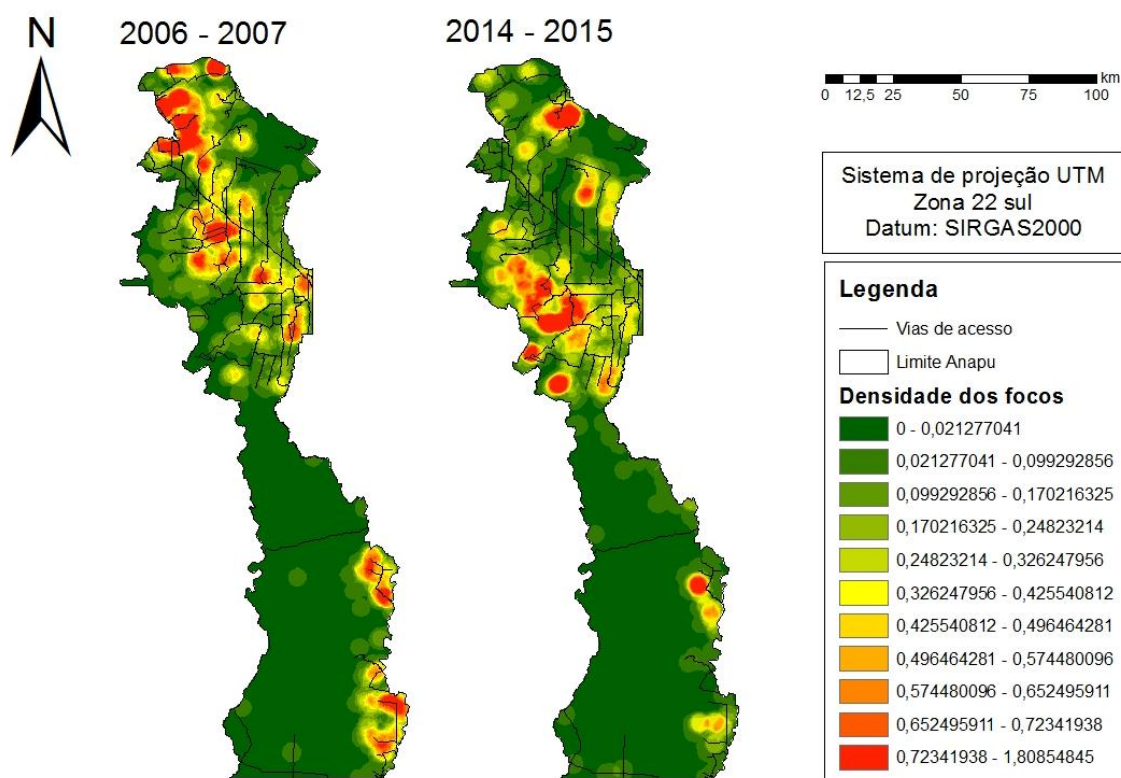 N
2006 - 2007
2014 - 2015
km
0 12,5 25 50 75 100
Sistema de projeção UTM
Zona 22 sul
Datum: SIRGAS2000
Legenda
Vias de acesso
Limite Anapu
Densidade dos focos
0 - 0,021277041
0,021277041 - 0,099292856
0,099292856 - 0,170216325
0,170216325 - 0,24823214
0,24823214 - 0,326247956
0,326247956 - 0,425540812
0,425540812 - 0,496464281
0,496464281 - 0,574480096
0,574480096 - 0,652495911
0,652495911 - 0,72341938
0,72341938 - 1,80854845